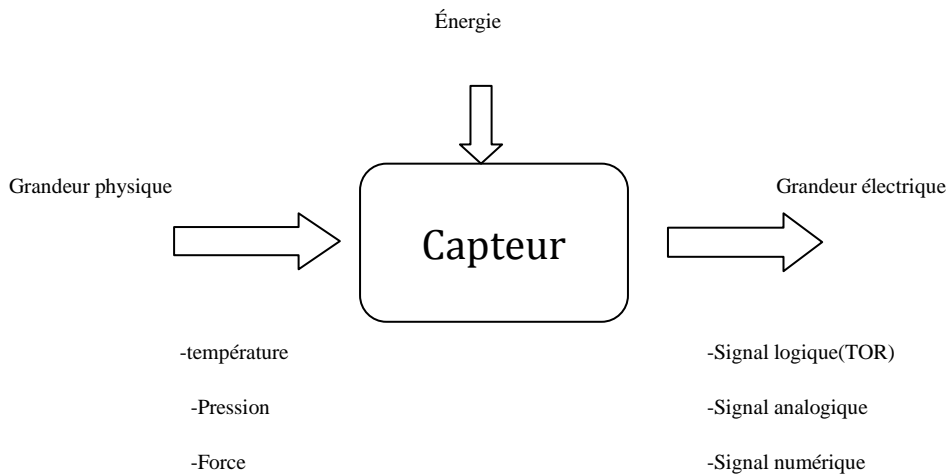 Énergie
Grandeur physique
Grandeur électrique
Capteur
-température
-Signal logique(TOR)
-Pression
-Signal analogique
-Force
-Signal numérique